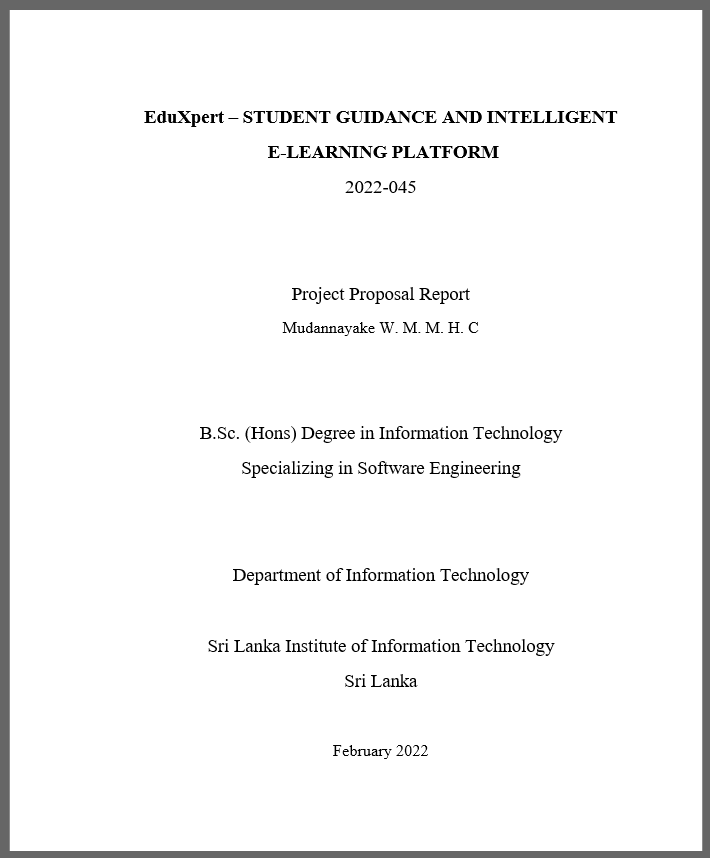 EduXpert – STUDENT GUIDANCE AND INTELLIGENT
E-LEARNING PLATFORM
2022-045
Project Proposal Report
Mudannayake W. M. M. H. C
B.Sc. (Hons) Degree in Information Technology
Specializing in Software Engineering
Department of Information Technology
Sri Lanka Institute of Information Technology
Sri Lanka
February 2022